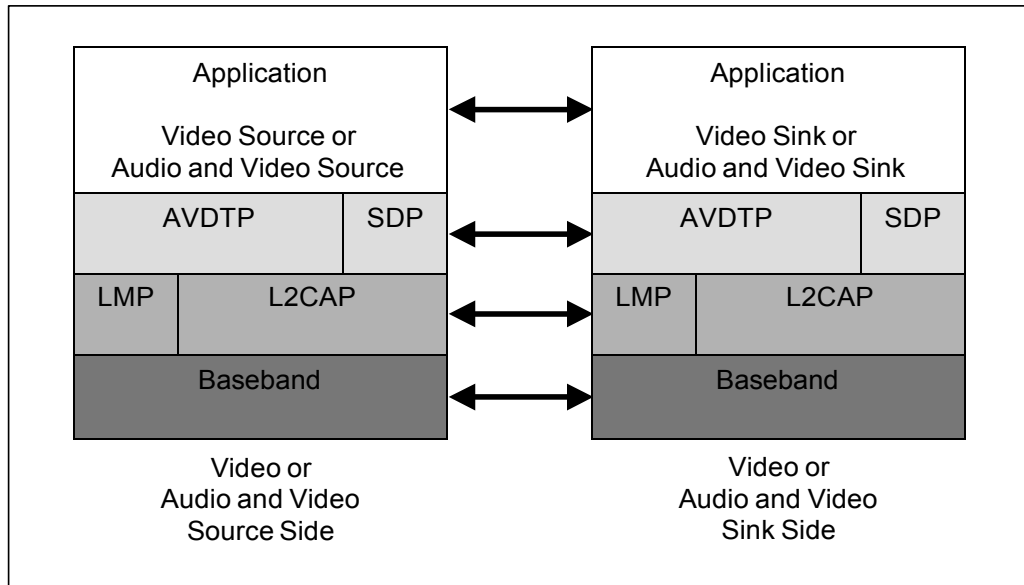 Application
Video Source or
Audio and Video Source
AVDTP
SDP
LMP
L2CAP
Baseband
Video or
Audio and Video
Source Side
Application
Video Sink or
Audio and Video Sink
AVDTP
SDP
LMP
L2CAP
Baseband
Video or
Audio and Video
Sink Side